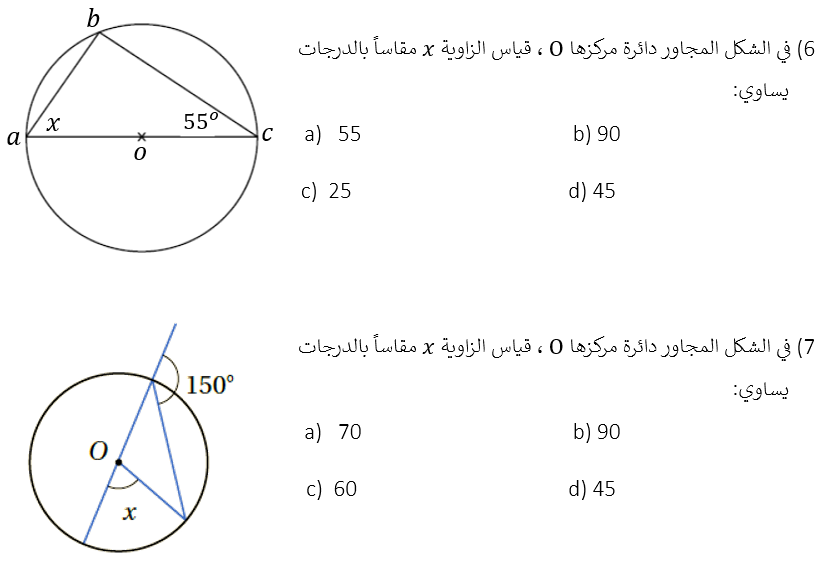 6) في الشكل المجاور دائرة مركزها O ، قياس الزاوية x مقاساً بالدرجات
يساوي:
a) 55 b) 90
c) 25 d) 45
b
a x 55° c
o
7) في الشكل المجاور دائرة مركزها O ، قياس الزاوية x مقاساً بالدرجات
يساوي:
a) 70 b) 90
c) 60 d) 45
150°
O
x